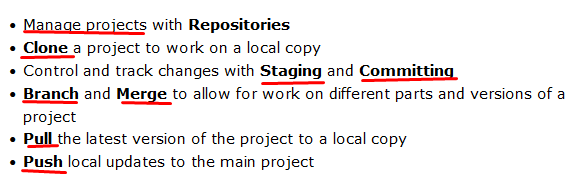 • Manage projects with Repositories
• Clone a project to work on a local copy
• Control and track changes with Staging and Committing
• Branch and Merge to allow for work on different parts and versions of a
project
• Pull the latest version of the project to a local copy
• Push local updates to the main project